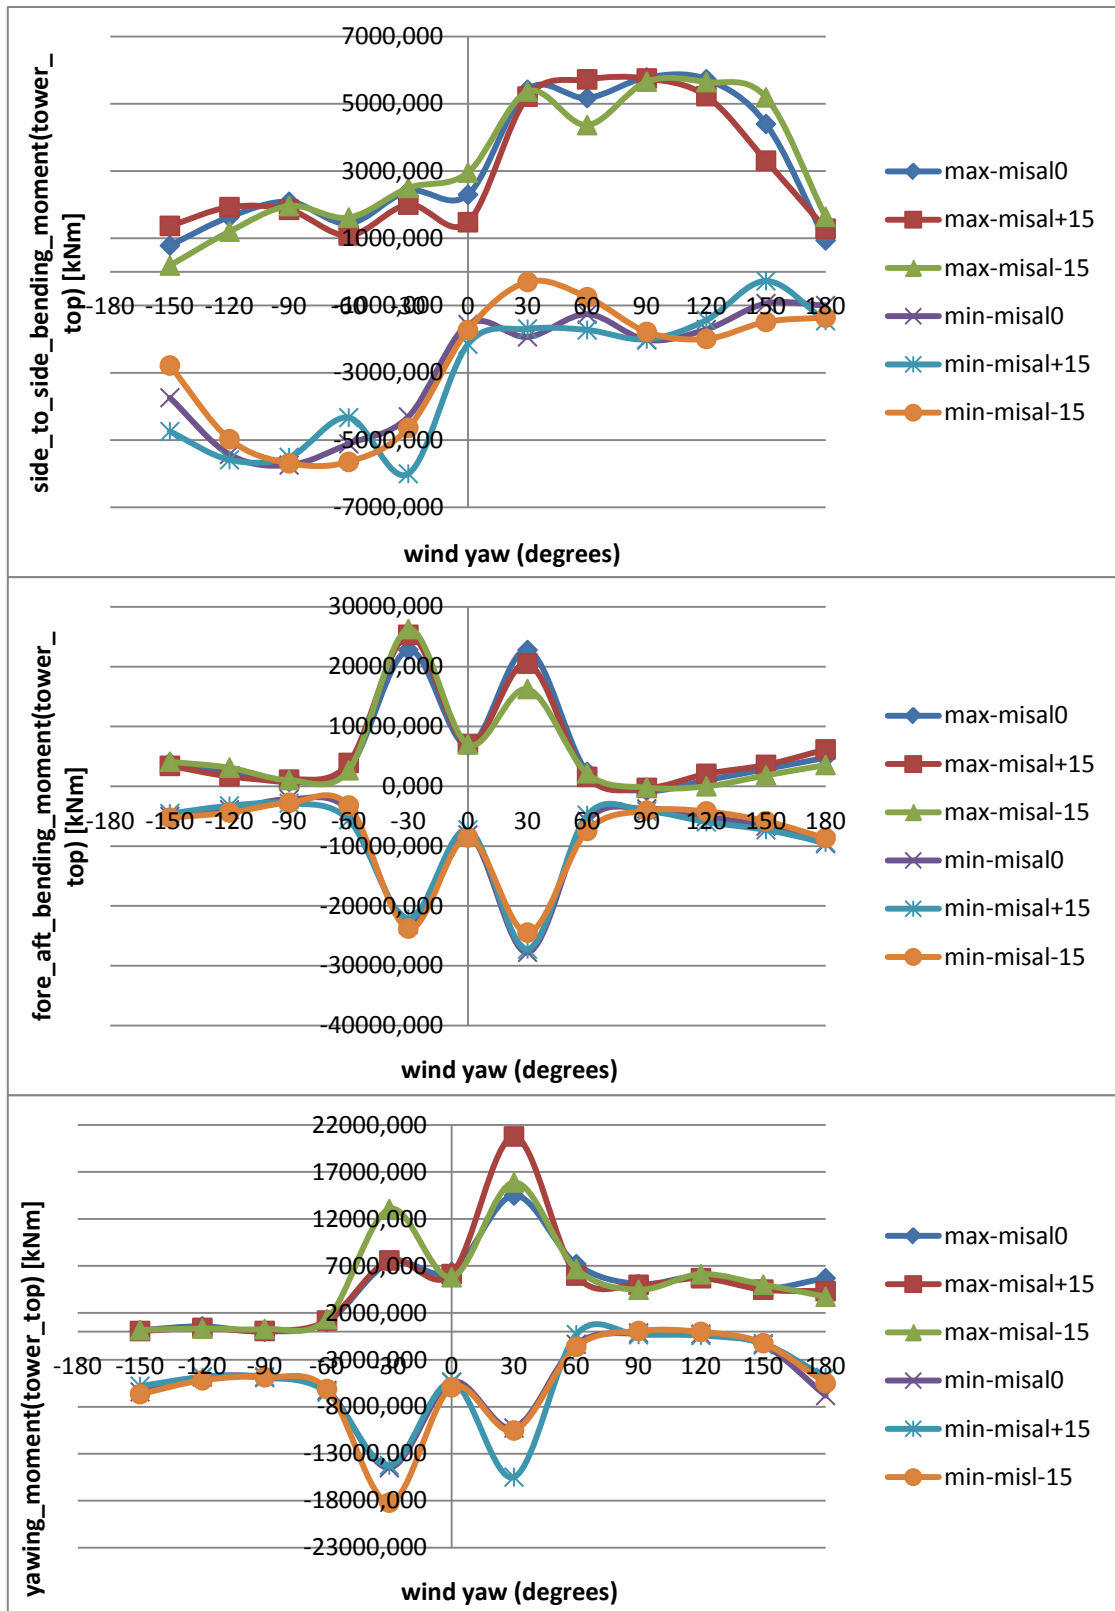 side_to_side_bending_moment(tower_
top) [kNm]
7000,000
5000,000
3000,000
1000,000
-1000,000
-3000,000
-5000,000
-7000,000
-180 -150 -120 -90 -60 -30 0 30 60 90 120 150 180
wind yaw (degrees)
max-misal0
max-misal+15
max-misal-15
min-misal0
min-misal+15
min-misal-15
fore_aft_bending_moment(tower_
top) [kNm]
30000,000
20000,000
10000,000
0,000
-10000,000
-20000,000
-30000,000
-40000,000
-180 -150 -120 -90 -60 -30 0 30 60 90 120 150 180
wind yaw (degrees)
max-misal0
max-misal+15
max-misal-15
min-misal0
min-misal+15
min-misal-15
yawing_moment(tower_top) [kNm]
22000,000
17000,000
12000,000
7000,000
2000,000
-3000,000
-8000,000
-13000,000
-18000,000
-23000,000
-180 -150 -120 -90 -60 -30 0 30 60 90 120 150 180
wind yaw (degrees)
max-misal0
max-misal+15
max-misal-15
min-misal0
min-misal+15
min-misl-15